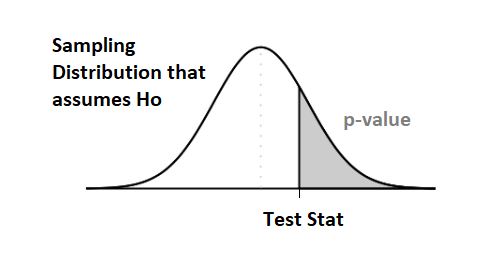 Sampling
Distribution that
assumes Ho
p-value
Test Stat